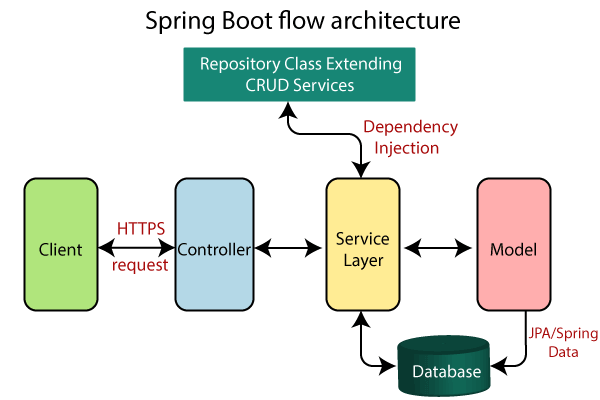 Spring Boot flow architecture
Repository Class Extending
CRUD Services
Dependency
Injection
Client
HTTPS
request
Controller
Service
Layer
Model
JPA/Spring
Data
Database